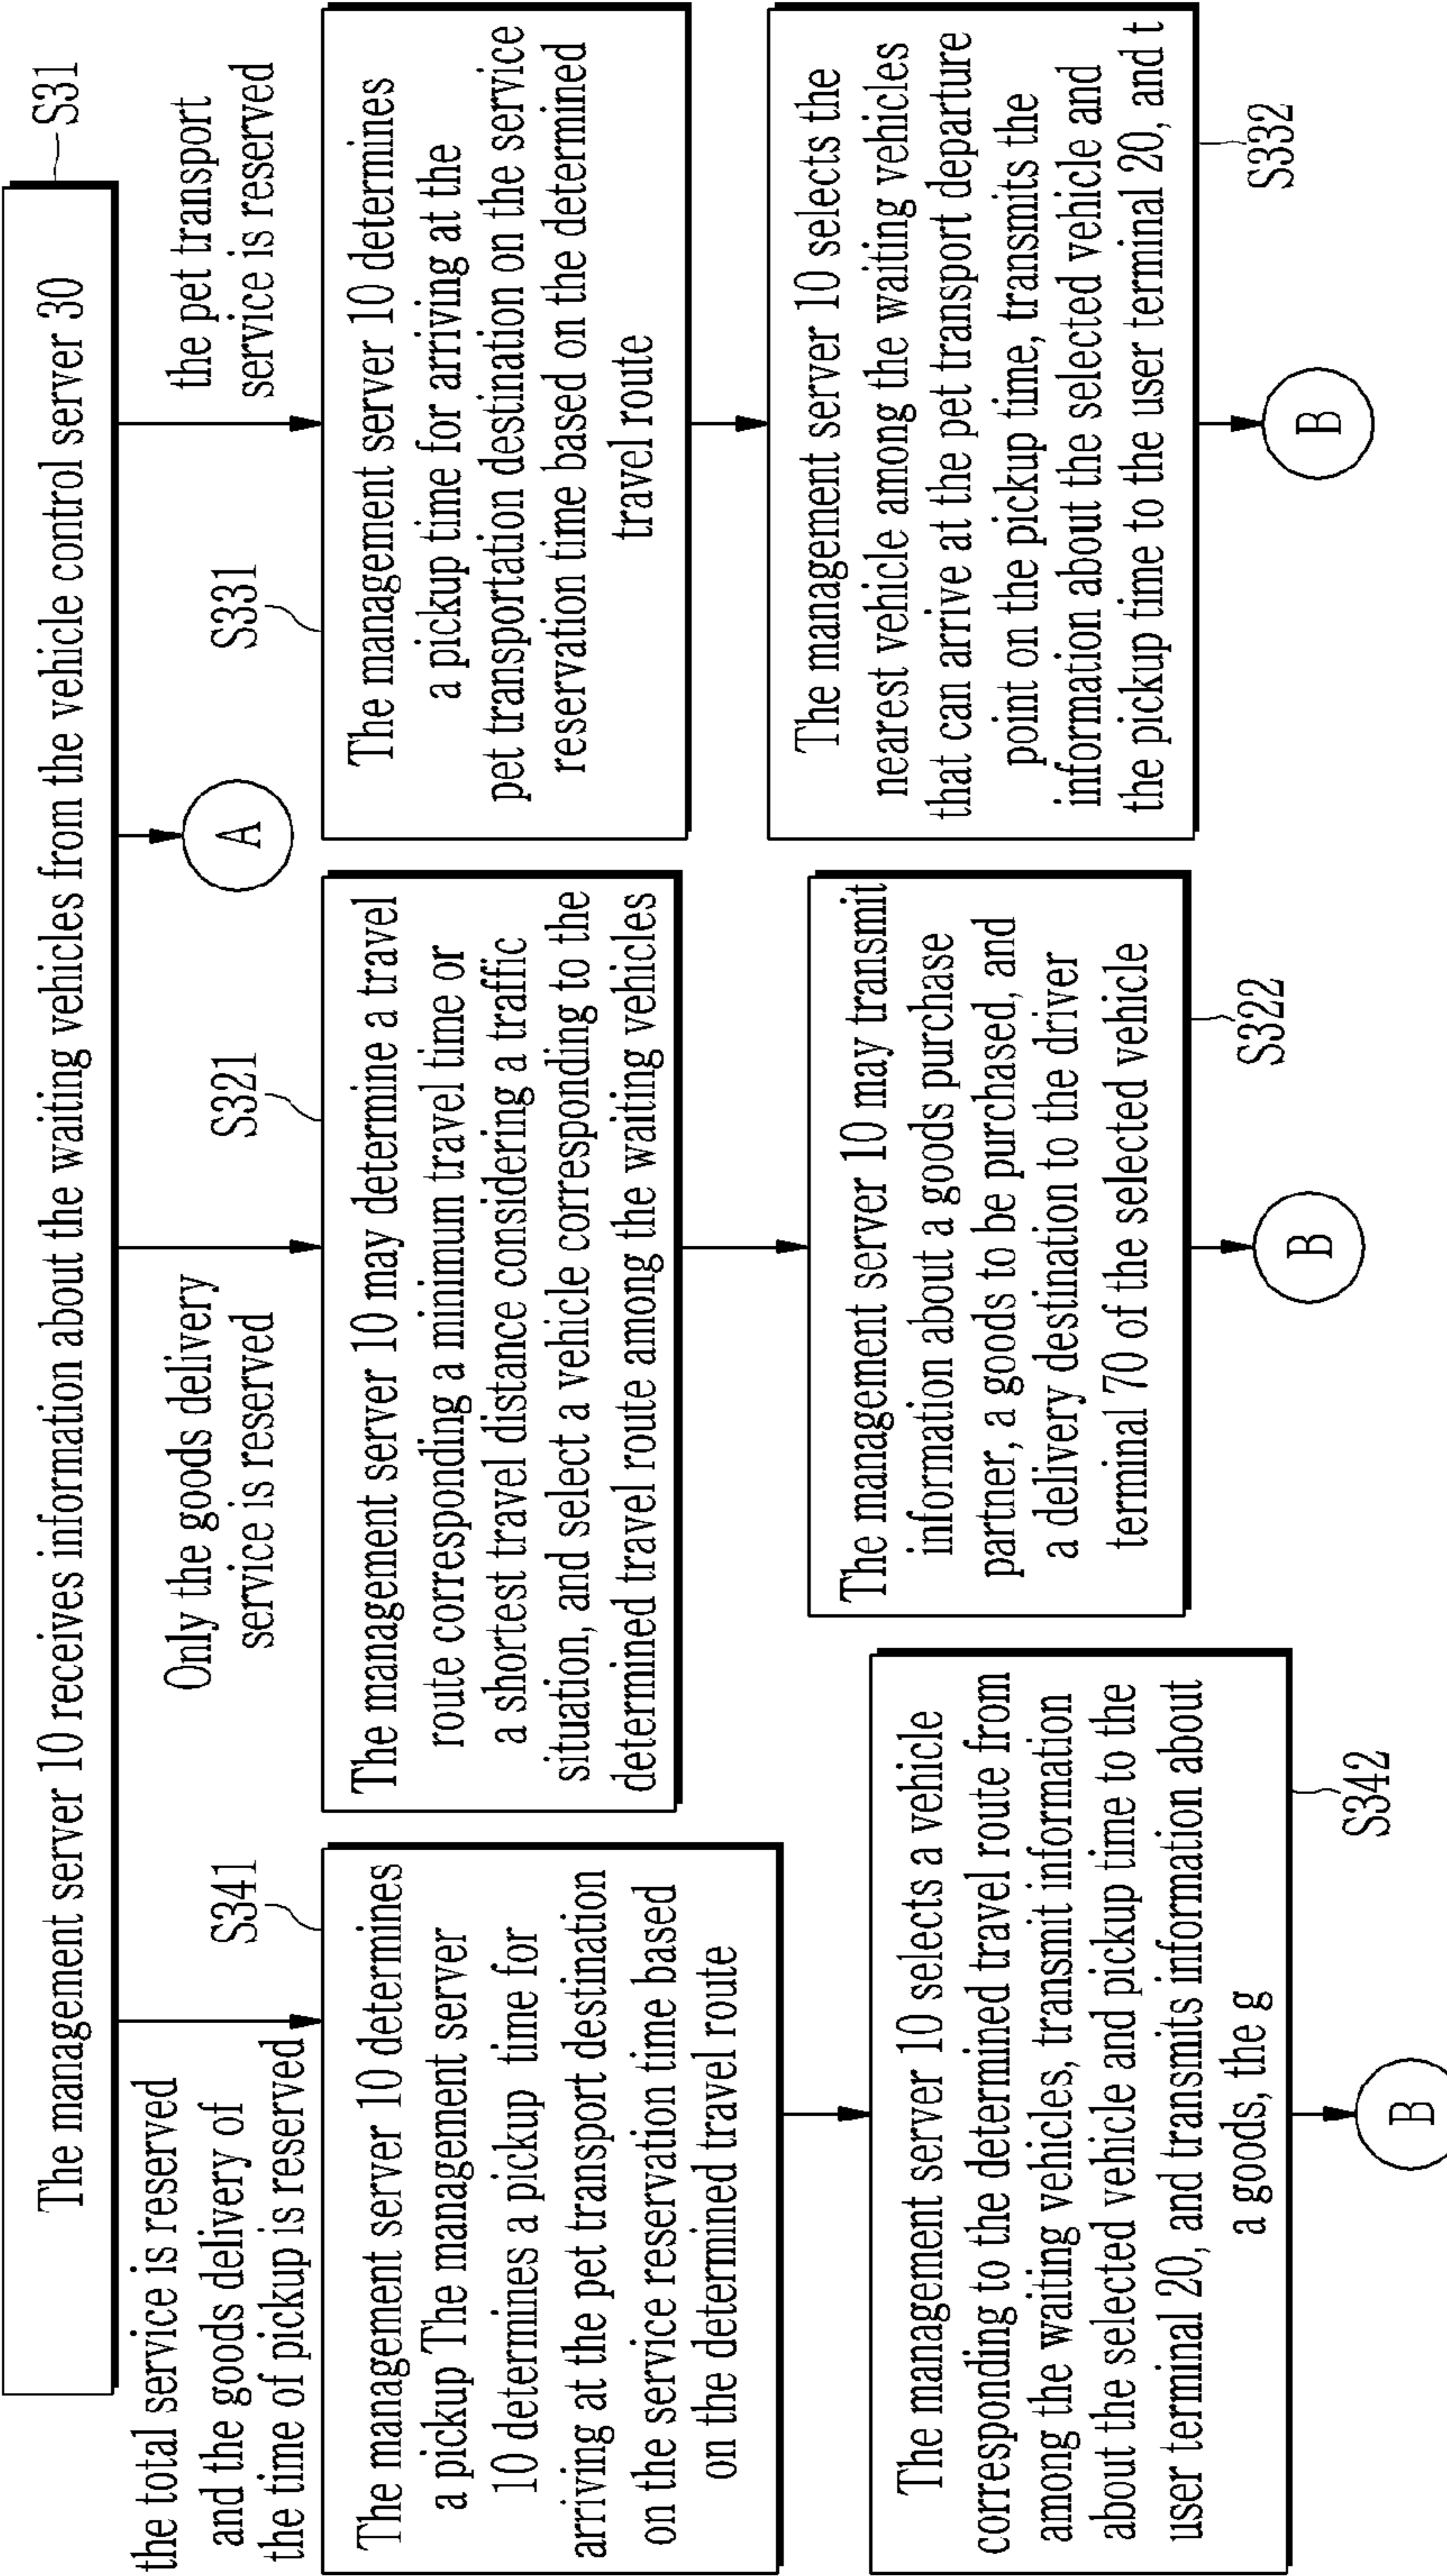 The management server 10 receives information about the waiting vehicles from the vehicle control server 30
S31
the total service is reserved
and the goods delivery of
the time of pickup is reserved
S341
The management server 10 determines
a pickup The management server
10 determines a pickup time for
arriving at the pet transport destination
on the service reservation time based
on the determined travel route
The management server 10 selects a vehicle
corresponding to the determined travel route from
among the waiting vehicles, transmit information
about the selected vehicle and pickup time to the
user terminal 20, and transmits information about
a goods, the g
S342
B
Only the goods delivery
service is reserved
S321
The management server 10 may determine a travel
route corresponding a minimum travel time or
a shortest travel distance considering a traffic
situation, and select a vehicle corresponding to the
determined travel route among the waiting vehicles
The management server 10 may transmit
information about a goods purchase
partner, a goods to be purchased, and
a delivery destination to the driver
terminal 70 of the selected vehicle
S322
B
A
the pet transport
service is reserved
S331
The management server 10 determines
a pickup time for arriving at the
pet transportation destination on the service
reservation time based on the determined
travel route
The management server 10 selects the
nearest vehicle among the waiting vehicles
that can arrive at the pet transport departure
point on the pickup time, transmits the
information about the selected vehicle and
the pickup time to the user terminal 20, and t
S332
B